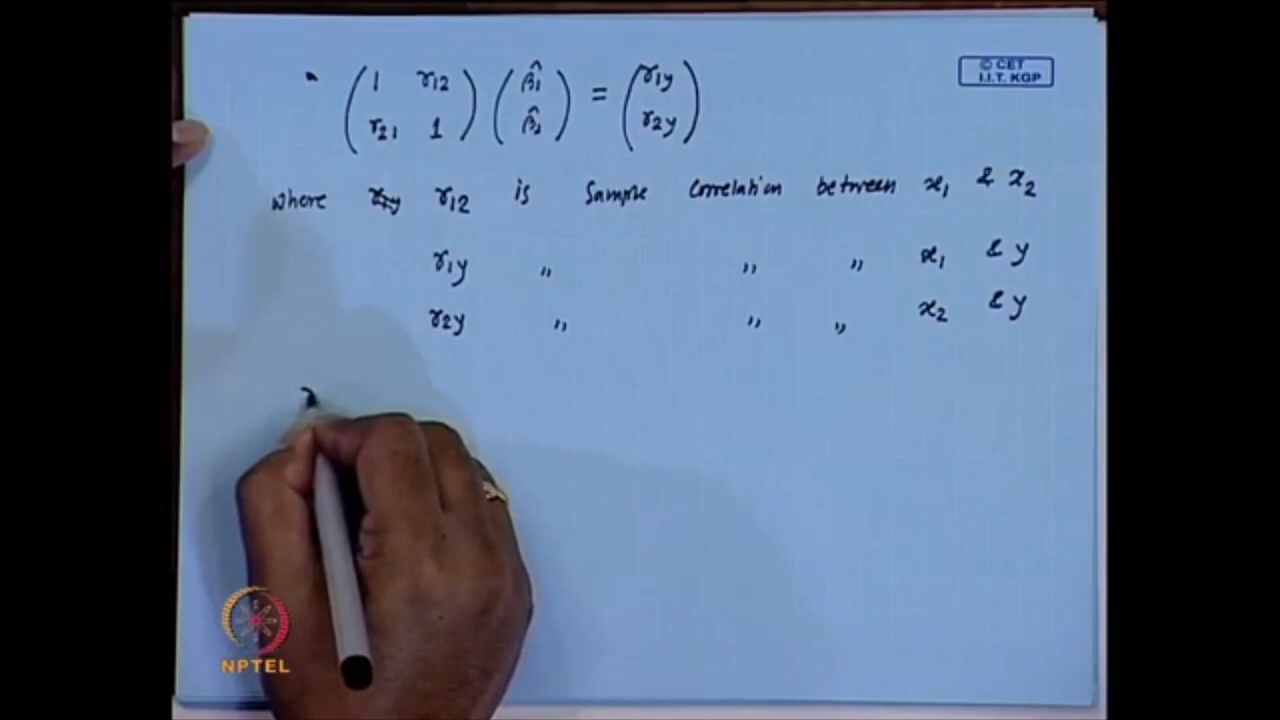 © CET
I.I.T. KGP
( 1 r12 ) ( β̂1 ) = ( r1y )
( r21 1 ) ( β̂2 ) ( r2y )
where r12 is Sample Correlation between x1 & x2
r1y ,, ,, ,, x1 & y
r2y ,, ,, ,, x2 & y
NPTEL